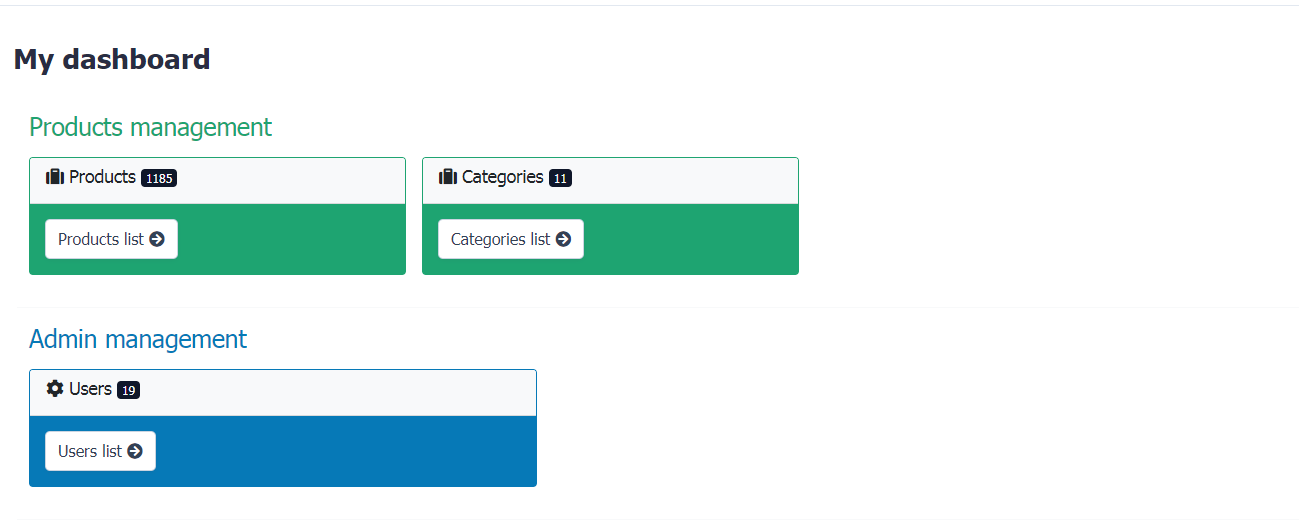 My dashboard
Products management
Products 1185
Categories 11
Products list
Categories list
Admin management
Users 19
Users list